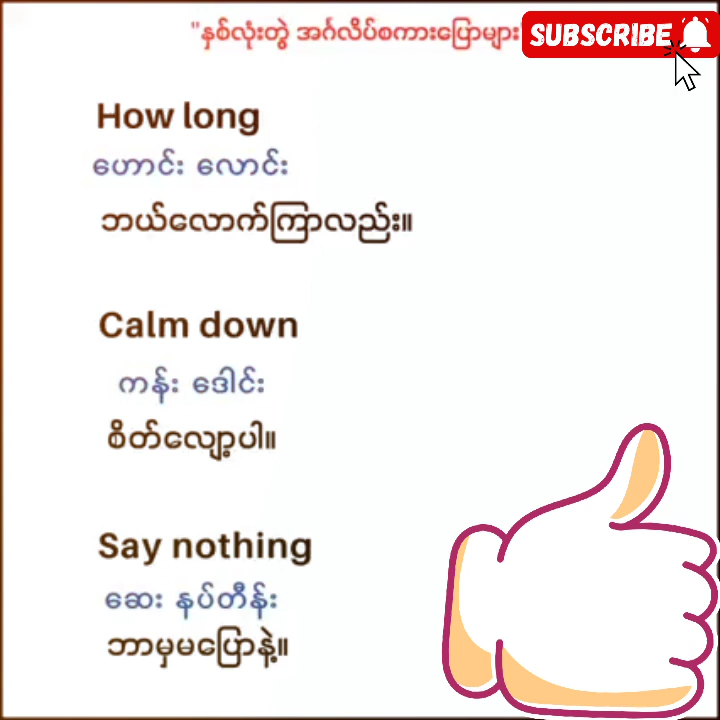 "နှစ်လုံးတွဲ အင်္ဂလိပ်စကားပြောများ
SUBSCRIBE
How long
ဟောင်း လောင်း
ဘယ်လောက်ကြာလည်း။
Calm down
ကန်း ဒေါင်း
စိတ်လျော့ပါ။
Say nothing
ဆေး နပ်တီန်း
ဘာမှမပြောနဲ့။